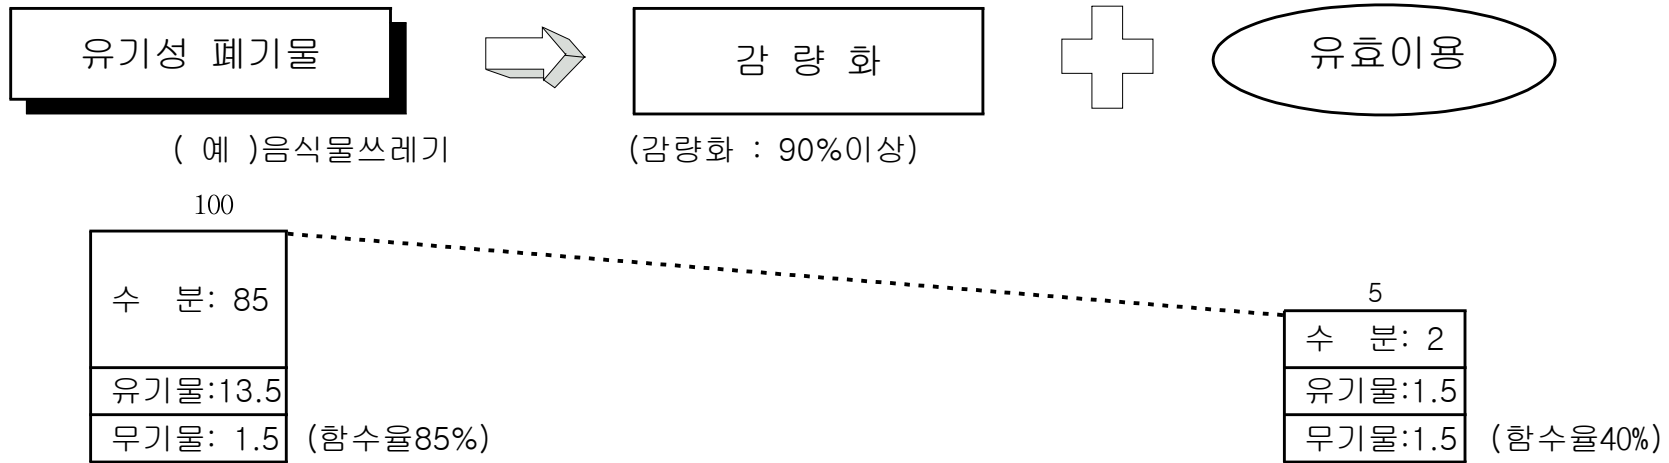 유기성 폐기물
감 량 화
유효이용
( 예 )음식물쓰레기
(감량화 : 90%이상)
100
수 분: 85
유기물:13.5
무기물: 1.5
(함수율85%)
5
수 분: 2
유기물:1.5
무기물:1.5
(함수율40%)